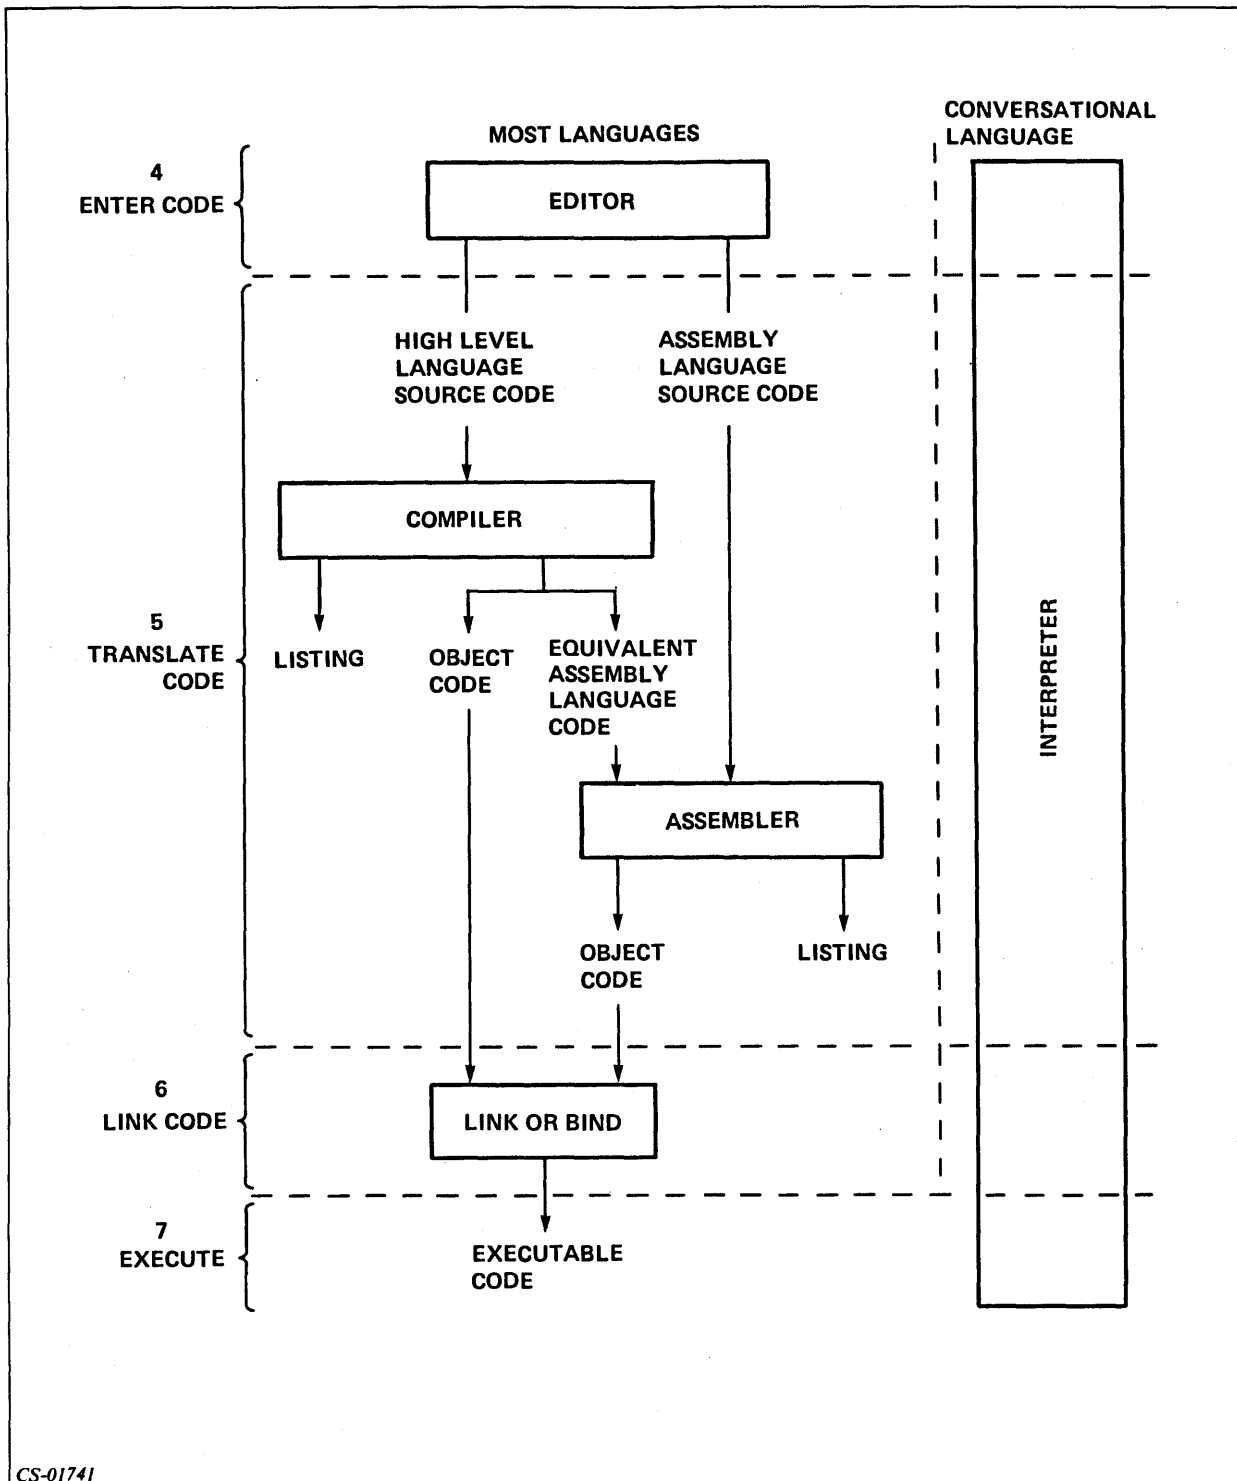 CONVERSATIONAL
LANGUAGE
MOST LANGUAGES
4
ENTER CODE
EDITOR
HIGH LEVEL
LANGUAGE
SOURCE CODE
ASSEMBLY
LANGUAGE
SOURCE CODE
COMPILER
5
TRANSLATE
CODE
LISTING
OBJECT
CODE
EQUIVALENT
ASSEMBLY
LANGUAGE
CODE
INTERPRETER
ASSEMBLER
OBJECT
CODE
LISTING
6
LINK CODE
LINK OR BIND
7
EXECUTE
EXECUTABLE
CODE
CS-01741